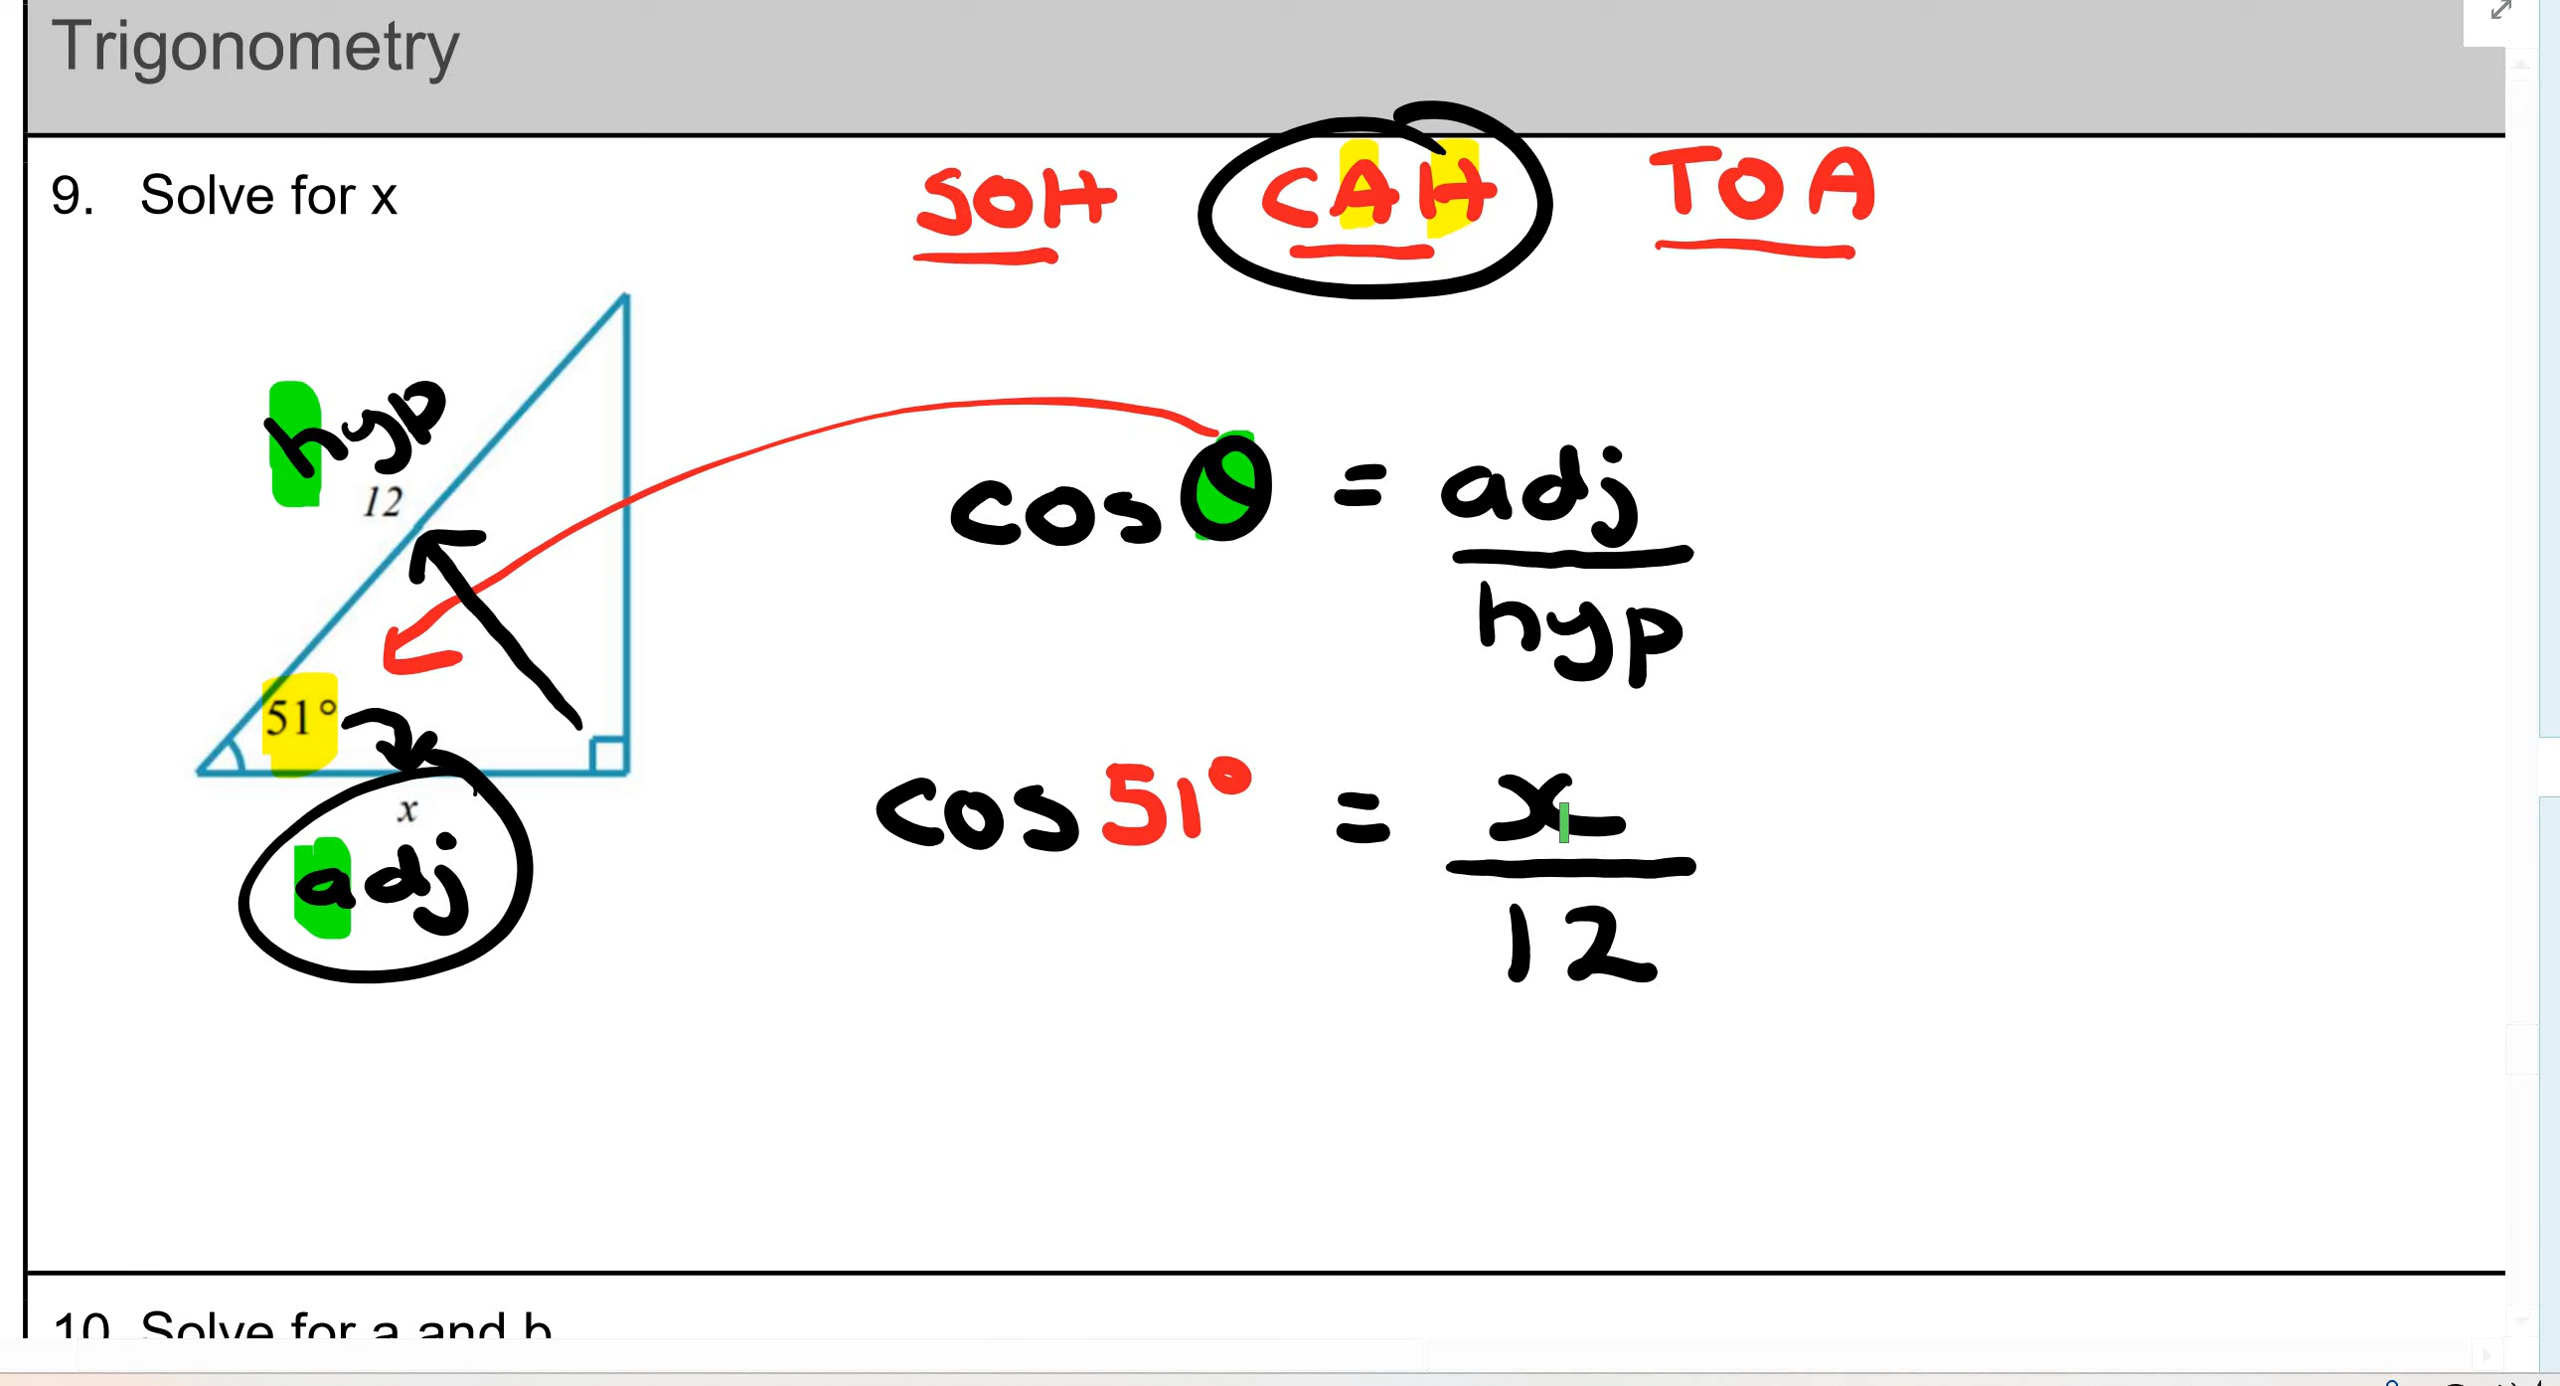 Trigonometry
9. Solve for x
SOH CAH TOA
hyp
12
cos θ = adj
hyp
51°
x
adj
cos 51° = x
12
10. Solve for a and b